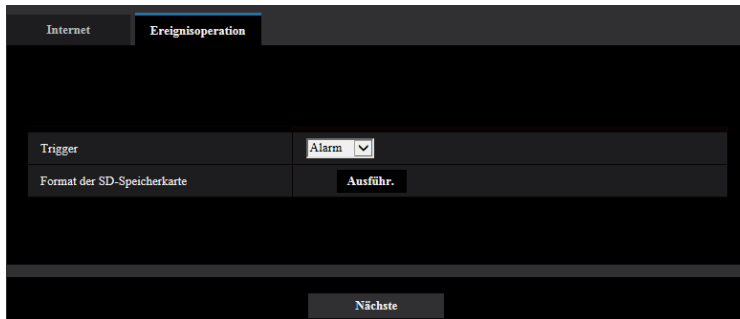 Internet Ereignisoperation
Trigger Alarm
Format der SD-Speicherkarte Ausführ.
Nächste